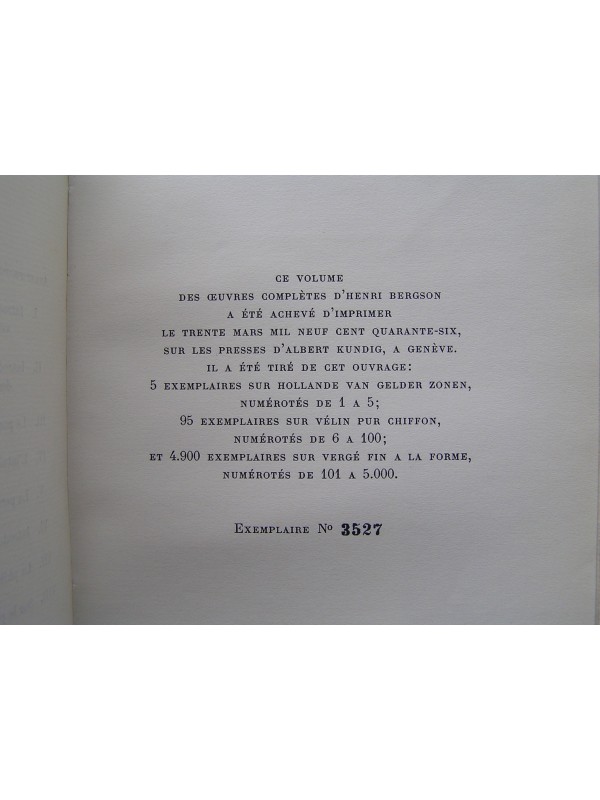 CE VOLUME
DES ŒUVRES COMPLÈTES D'HENRI BERGSON
A ÉTÉ ACHEVÉ D'IMPRIMER
LE TRENTE MARS MIL NEUF CENT QUARANTE-SIX,
SUR LES PRESSES D'ALBERT KUNDIG, A GENÈVE.
IL A ÉTÉ TIRÉ DE CET OUVRAGE:
5 EXEMPLAIRES SUR HOLLANDE VAN GELDER ZONEN,
NUMÉROTÉS DE 1 A 5;
95 EXEMPLAIRES SUR VÉLIN PUR CHIFFON,
NUMÉROTÉS DE 6 A 100;
ET 4.900 EXEMPLAIRES SUR VERGÉ FIN A LA FORME,
NUMÉROTÉS DE 101 A 5.000.
EXEMPLAIRE Nº 3527